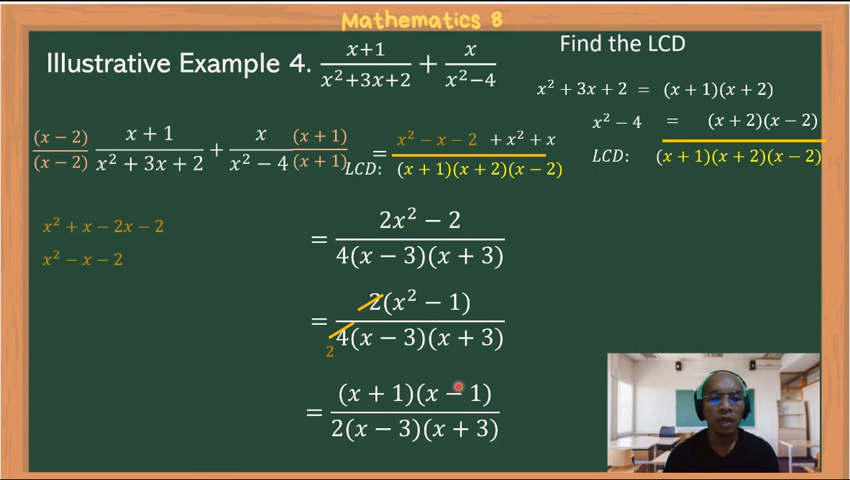 Mathematics 8
Illustrative Example 4. (x+1)/(x²+3x+2) + x/(x²−4)
Find the LCD
x² + 3x + 2 = (x + 1)(x + 2)
x² − 4 = (x + 2)(x − 2)
LCD: (x + 1)(x + 2)(x − 2)
(x − 2)/(x − 2) (x + 1)/(x² + 3x + 2) + x/(x² − 4) (x + 1)/(x + 1) = (x² − x − 2 + x² + x)/((x + 1)(x + 2)(x − 2))
LCD:
x² + x − 2x − 2
x² − x − 2
= (2x² − 2)/(4(x − 3)(x + 3))
= (2(x² − 1))/(4(x − 3)(x + 3))
2
= ((x + 1)(x − 1))/(2(x − 3)(x + 3))